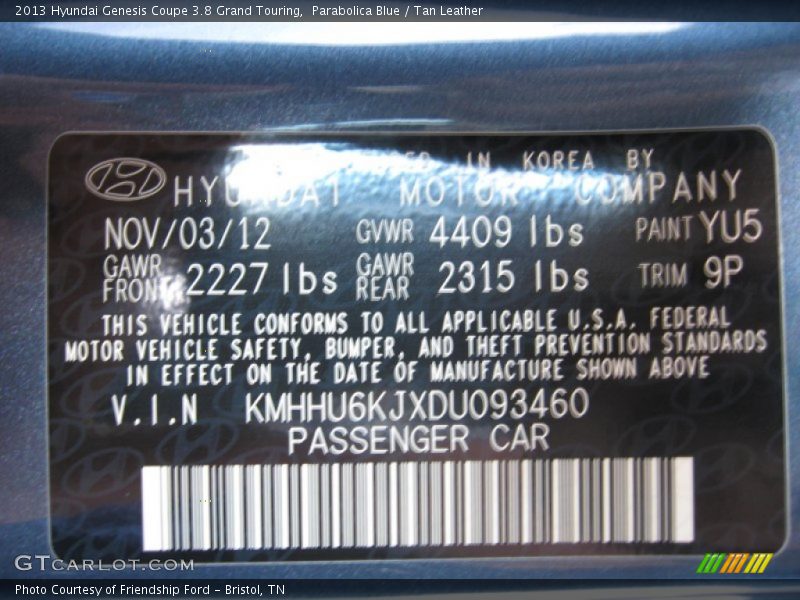 2013 Hyundai Genesis Coupe 3.8 Grand Touring,  Parabolica Blue / Tan Leather
IN KOREA BY
HYUNDAI MOTOR COMPANY
NOV/03/12 GVWR 4409 lbs PAINT YU5
GAWR FRONT 2227 lbs GAWR REAR 2315 lbs TRIM 9P
THIS VEHICLE CONFORMS TO ALL APPLICABLE U.S.A. FEDERAL
MOTOR VEHICLE SAFETY, BUMPER, AND THEFT PREVENTION STANDARDS
IN EFFECT ON THE DATE OF MANUFACTURE SHOWN ABOVE
V.I.N KMHHU6KJXDU093460
PASSENGER CAR
GTCARLOT.COM
Photo Courtesy of Friendship Ford – Bristol, TN